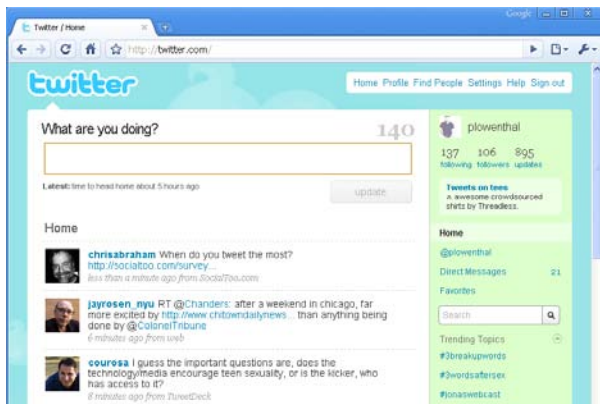 Google
Twitter / Home
http://twitter.com/
twitter
Home Profile Find People Settings Help Sign out
What are you doing?
140
Latest: time to head home about 5 hours ago
update
Home
chrisabraham When do you tweet the most?
http://socialtoo.com/survey...
less than a minute ago from SocialToo.com
jayrosen_nyu RT @Chanders: after a weekend in chicago, far
more excited by http://www.chitowndailynews... than anything being
done by @ColonelTribune
6 minutes ago from web
courosa I guess the important questions are, does the
technology/media encourage teen sexuality, or is the kicker, who
has access to it?
8 minutes ago from TweetDeck
plowenthal
137 106 895
following followers updates
Tweets on tees
a awesome crowdsourced
shirts by Threadless.
Home
@plowenthal
Direct Messages 21
Favorites
Search
Trending Topics
#3breakupwords
#3wordsaftersex
#jonaswebcast